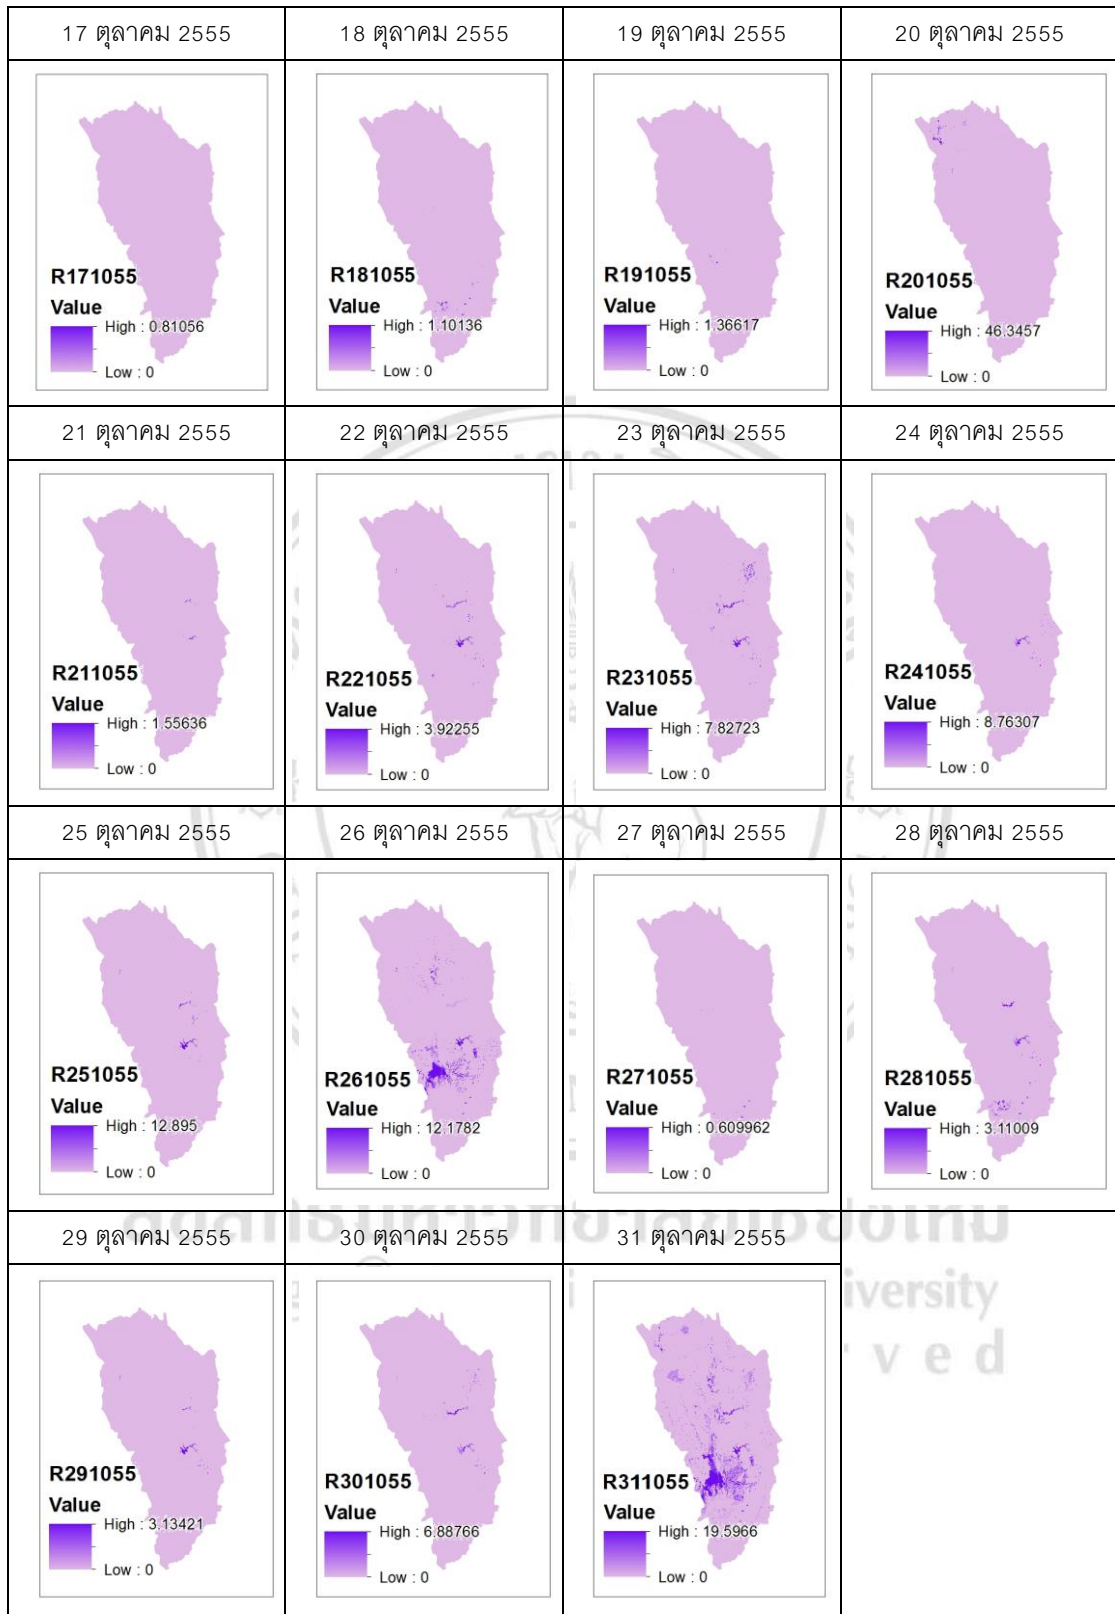 17 ตุลาคม 2555
18 ตุลาคม 2555
19 ตุลาคม 2555
20 ตุลาคม 2555
R171055
Value
High : 0.81056
Low : 0
R181055
Value
High : 1.10136
Low : 0
R191055
Value
High : 1.36617
Low : 0
R201055
Value
High : 46.3457
Low : 0
21 ตุลาคม 2555
22 ตุลาคม 2555
23 ตุลาคม 2555
24 ตุลาคม 2555
R211055
Value
High : 1.55636
Low : 0
R221055
Value
High : 3.92255
Low : 0
R231055
Value
High : 7.82723
Low : 0
R241055
Value
High : 8.76307
Low : 0
25 ตุลาคม 2555
26 ตุลาคม 2555
27 ตุลาคม 2555
28 ตุลาคม 2555
R251055
Value
High : 12.895
Low : 0
R261055
Value
High : 12.1782
Low : 0
R271055
Value
High : 0.609962
Low : 0
R281055
Value
High : 3.11009
Low : 0
29 ตุลาคม 2555
30 ตุลาคม 2555
31 ตุลาคม 2555
R291055
Value
High : 3.13421
Low : 0
R301055
Value
High : 6.88766
Low : 0
R311055
Value
High : 19.5966
Low : 0